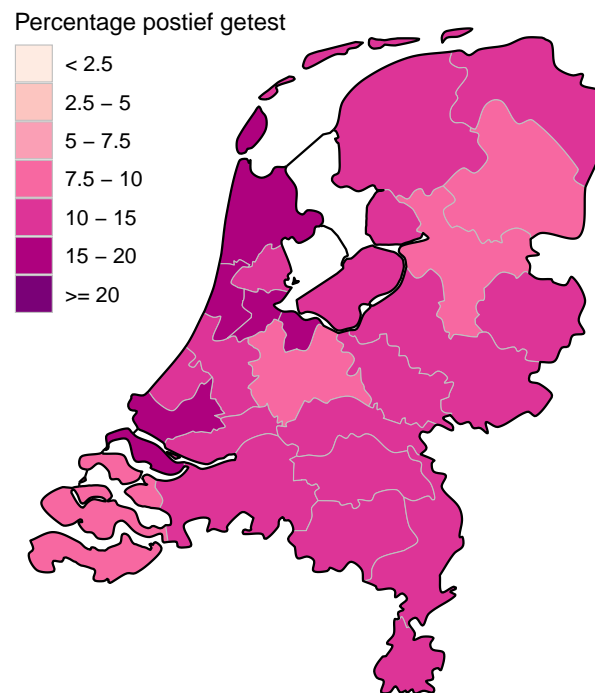 Percentage postief getest
< 2.5
2.5 – 5
5 – 7.5
7.5 – 10
10 – 15
15 – 20
>= 20